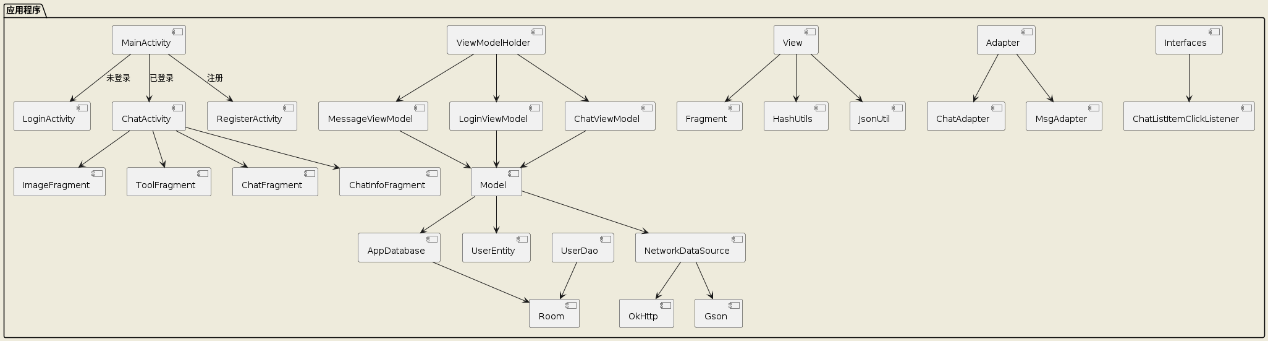 应用程序
MainActivity
ViewModelHolder
View
Adapter
Interfaces
未登录
已登录
注册
LoginActivity
ChatActivity
RegisterActivity
MessageViewModel
LoginViewModel
ChatViewModel
Fragment
HashUtils
JsonUtil
ChatAdapter
MsgAdapter
ChatListItemClickListener
ImageFragment
ToolFragment
ChatFragment
ChatInfoFragment
Model
AppDatabase
UserEntity
UserDao
NetworkDataSource
Room
OkHttp
Gson